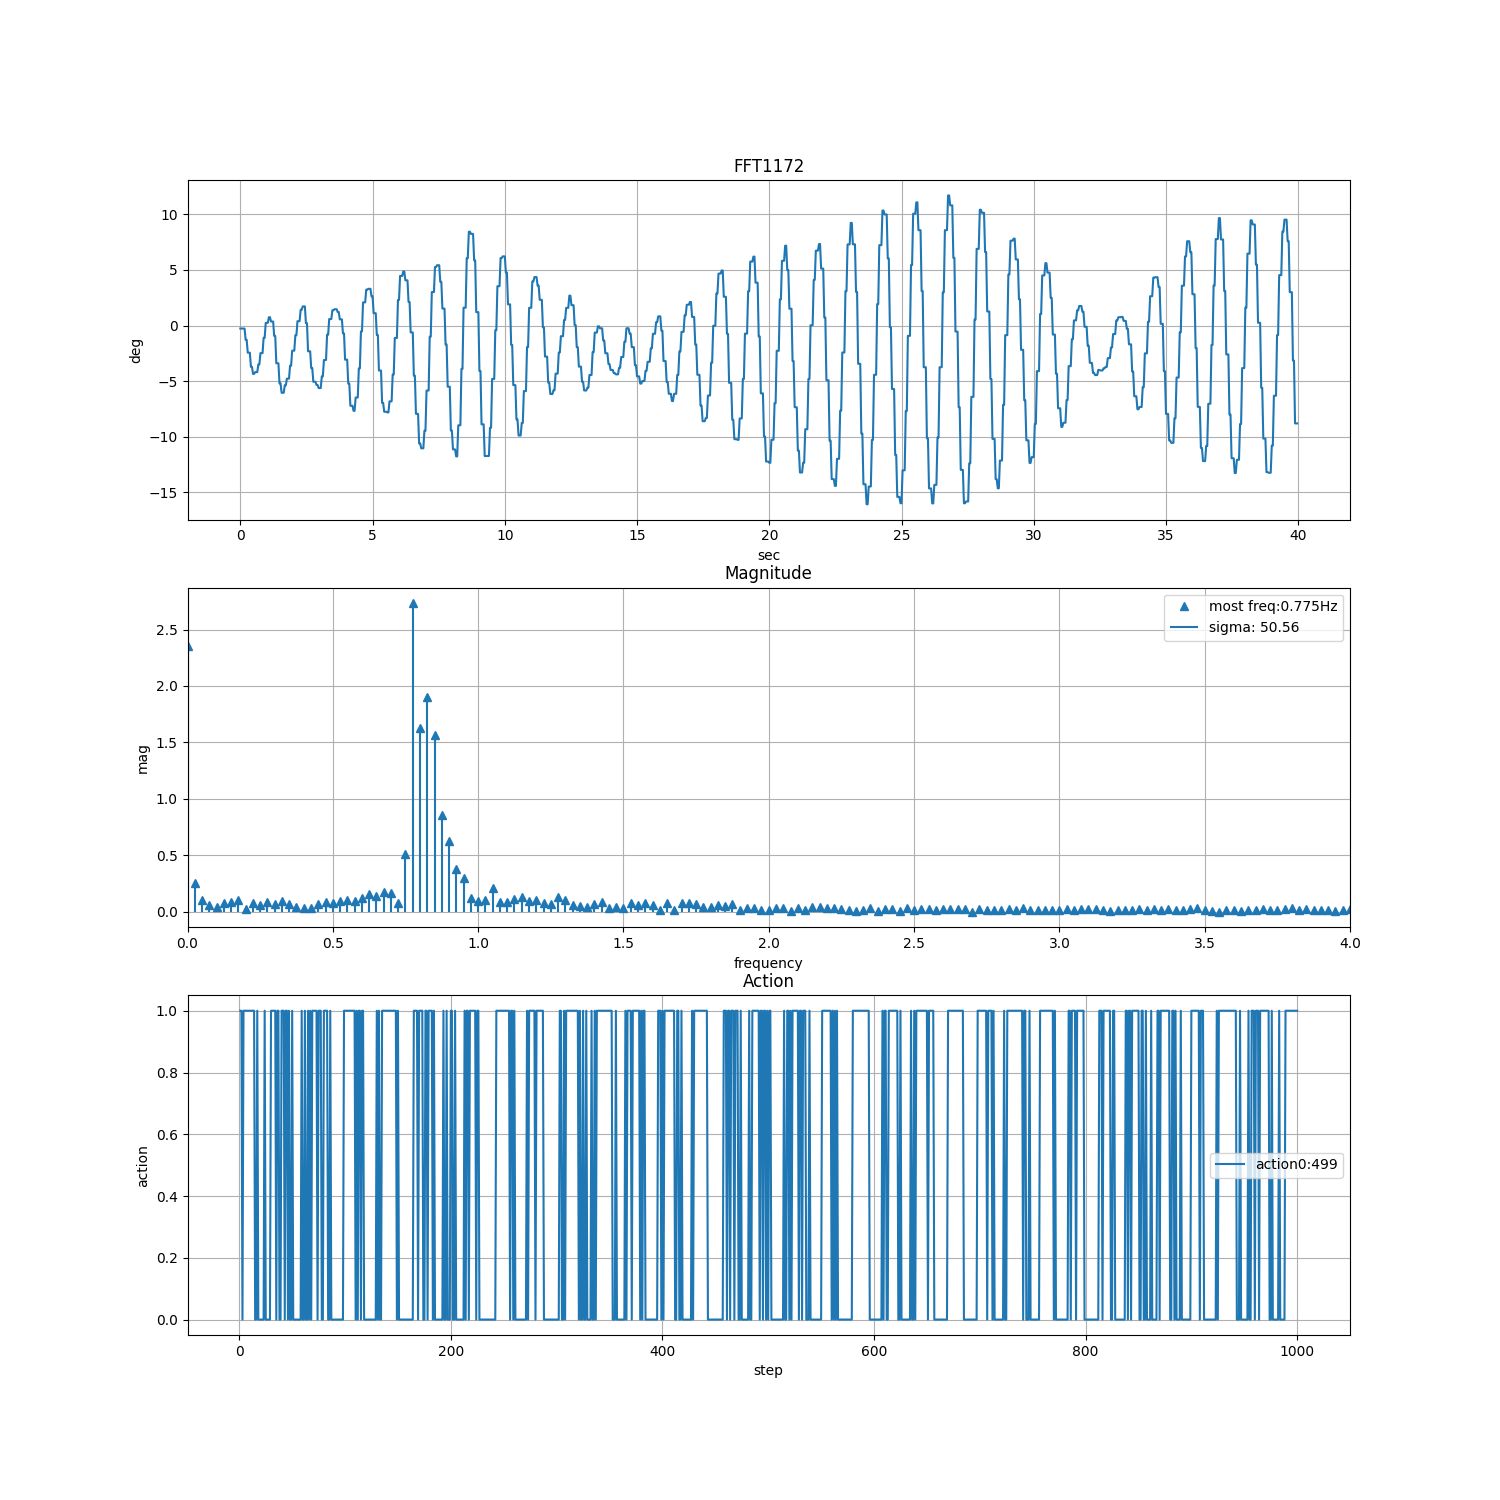 FFT1172
10
5
0
−5
−10
−15
deg
0 5 10 15 20 25 30 35 40
sec
Magnitude
most freq:0.775Hz
sigma: 50.56
2.5
2.0
1.5
1.0
0.5
0.0
mag
0.0 0.5 1.0 1.5 2.0 2.5 3.0 3.5 4.0
frequency
Action
1.0
0.8
0.6
0.4
0.2
0.0
action
action0:499
0 200 400 600 800 1000
step